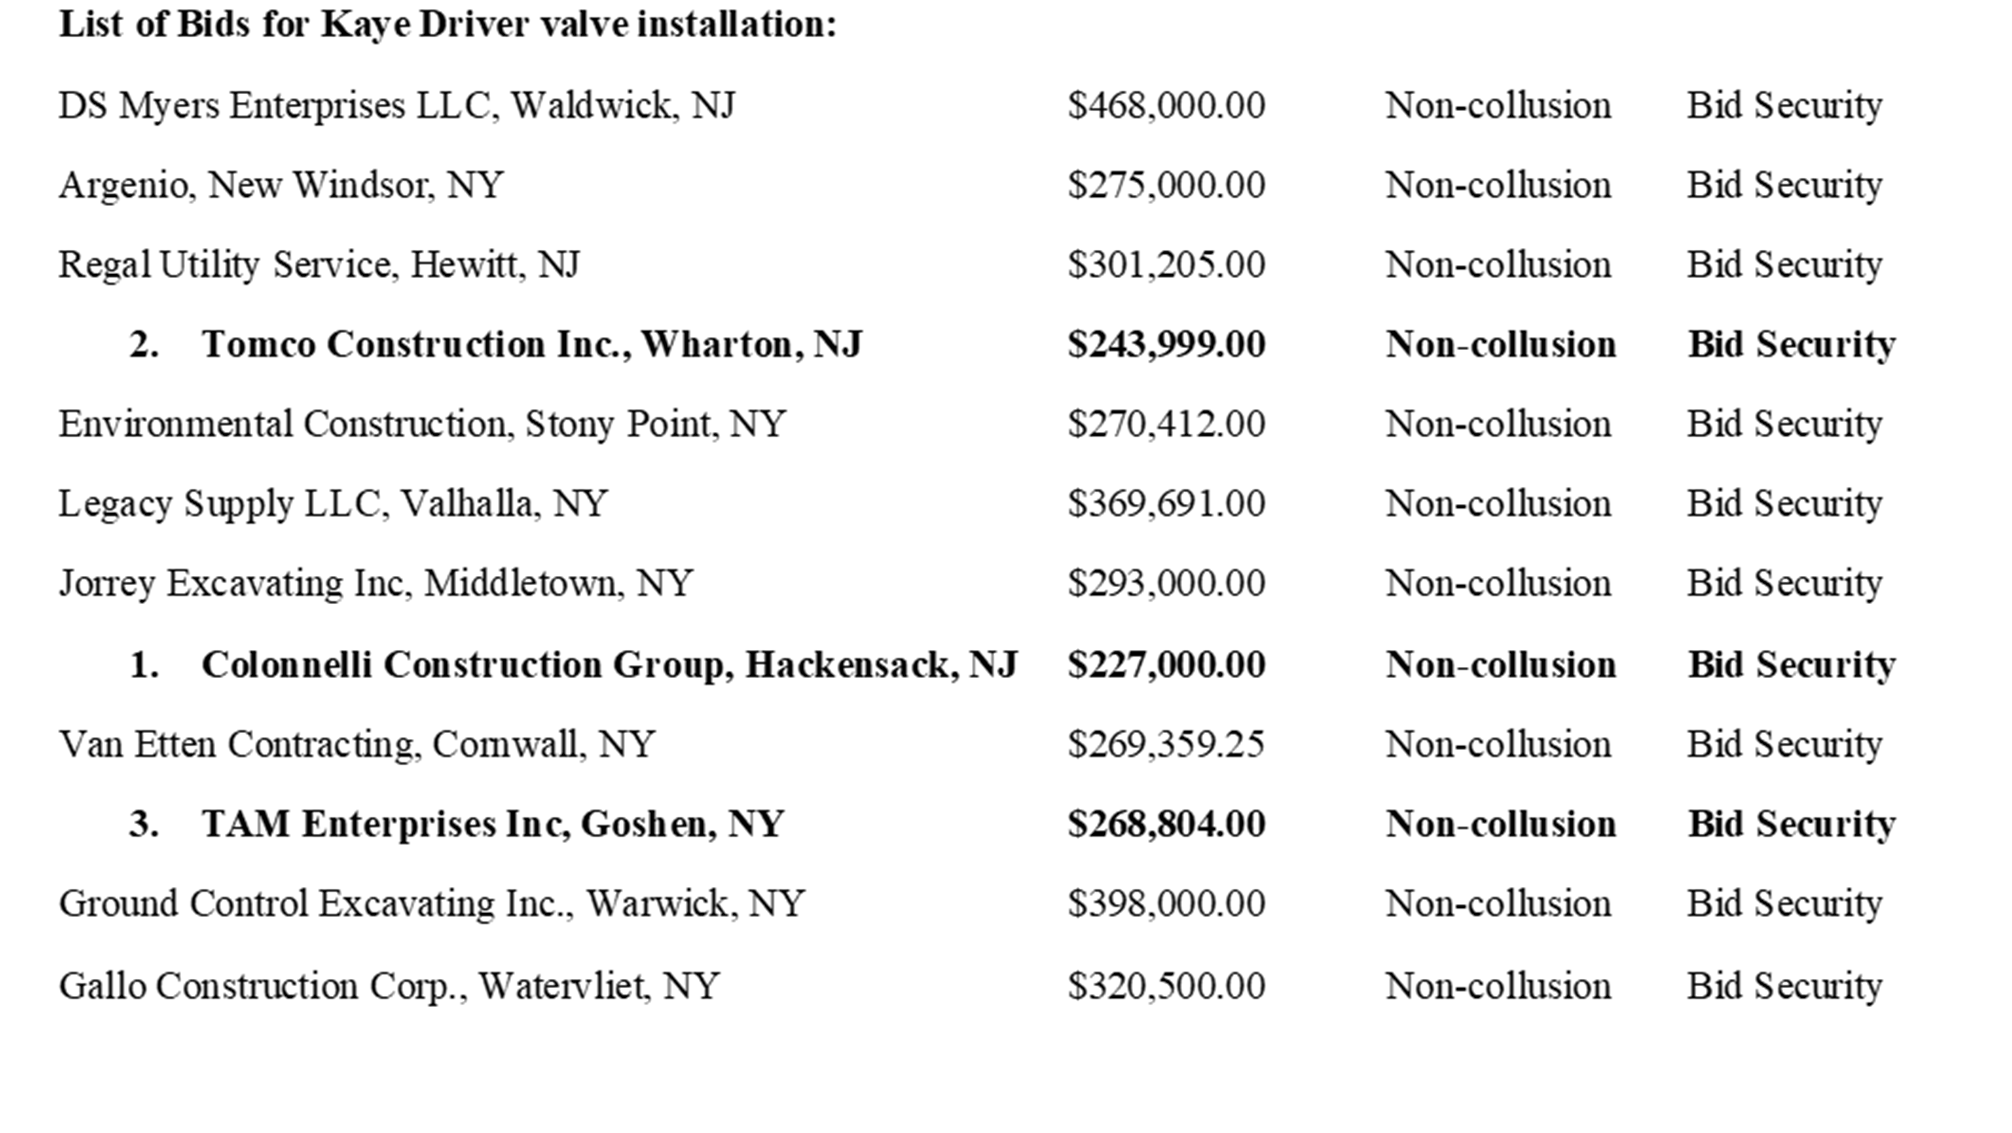 List of Bids for Kaye Driver valve installation:
DS Myers Enterprises LLC, Waldwick, NJ $468,000.00 Non-collusion Bid Security
Argenio, New Windsor, NY $275,000.00 Non-collusion Bid Security
Regal Utility Service, Hewitt, NJ $301,205.00 Non-collusion Bid Security
2. Tomco Construction Inc., Wharton, NJ $243,999.00 Non-collusion Bid Security
Environmental Construction, Stony Point, NY $270,412.00 Non-collusion Bid Security
Legacy Supply LLC, Valhalla, NY $369,691.00 Non-collusion Bid Security
Jorrey Excavating Inc, Middletown, NY $293,000.00 Non-collusion Bid Security
1. Colonnelli Construction Group, Hackensack, NJ $227,000.00 Non-collusion Bid Security
Van Etten Contracting, Cornwall, NY $269,359.25 Non-collusion Bid Security
3. TAM Enterprises Inc, Goshen, NY $268,804.00 Non-collusion Bid Security
Ground Control Excavating Inc., Warwick, NY $398,000.00 Non-collusion Bid Security
Gallo Construction Corp., Watervliet, NY $320,500.00 Non-collusion Bid Security